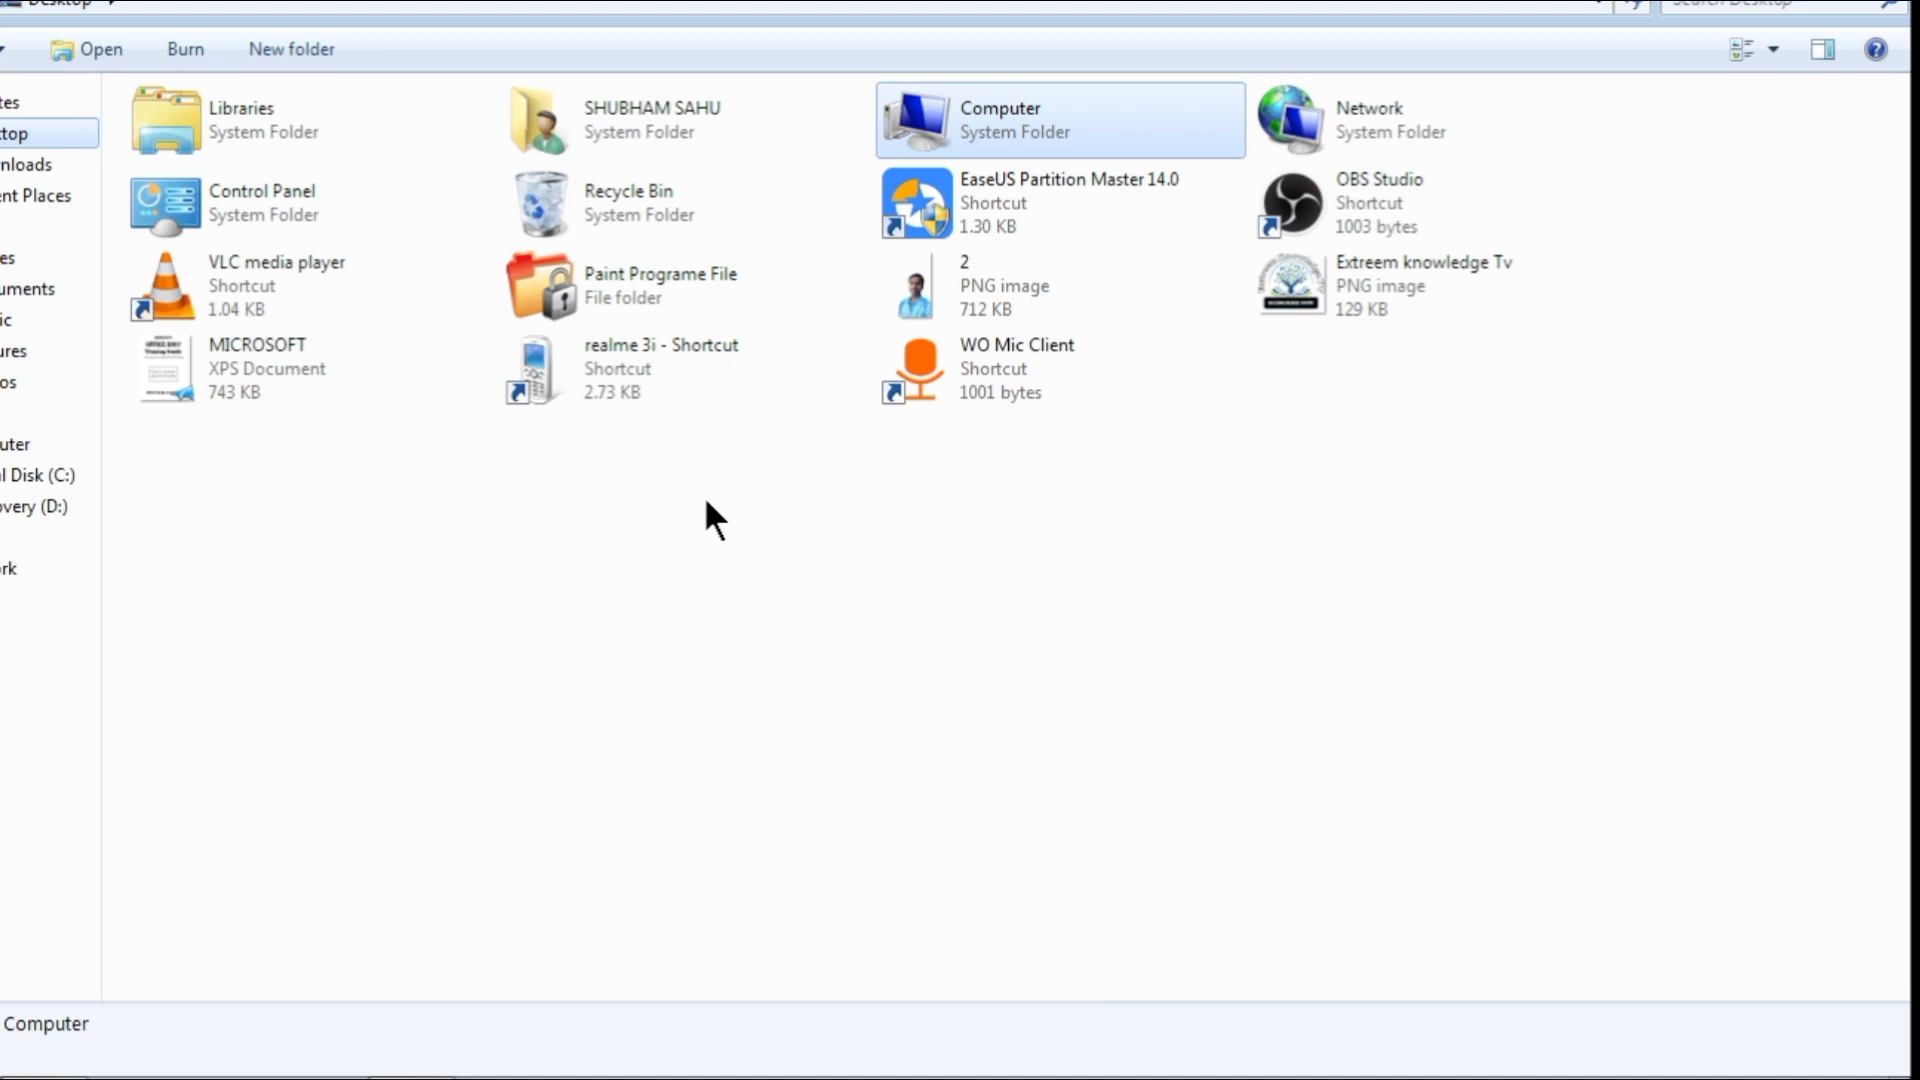 Desktop
Search Desktop
Open Burn New folder
tes
top
nloads
ent Places
es
uments
ic
ures
os
uter
l Disk (C:)
overy (D:)
rk
Libraries
System Folder
SHUBHAM SAHU
System Folder
Computer
System Folder
Network
System Folder
Control Panel
System Folder
Recycle Bin
System Folder
EaseUS Partition Master 14.0
Shortcut
1.30 KB
OBS Studio
Shortcut
1003 bytes
VLC media player
Shortcut
1.04 KB
Paint Programe File
File folder
2
PNG image
712 KB
Extreem knowledge Tv
PNG image
129 KB
MICROSOFT
XPS Document
743 KB
realme 3i - Shortcut
Shortcut
2.73 KB
WO Mic Client
Shortcut
1001 bytes
Computer